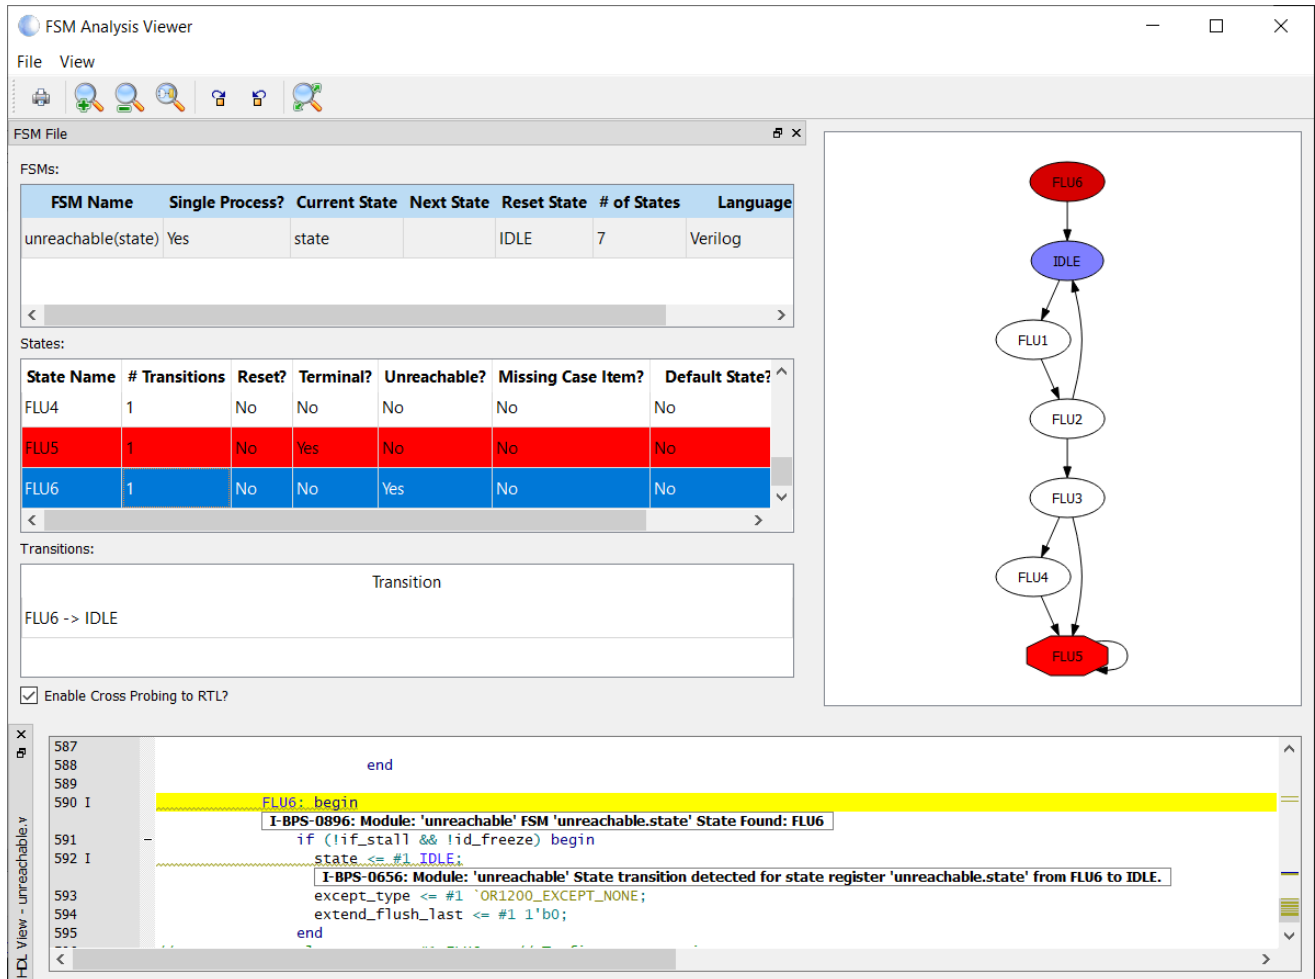 FSM Analysis Viewer
File View
FSM File
FSMs:
FSM Name Single Process? Current State Next State Reset State # of States Language
unreachable(state) Yes state IDLE 7 Verilog
States:
State Name # Transitions Reset? Terminal? Unreachable? Missing Case Item? Default State?
FLU4 1 No No No No No
FLU5 1 No Yes No No No
FLU6 1 No No Yes No No
Transitions:
Transition
FLU6 -> IDLE
Enable Cross Probing to RTL?
FLU6
IDLE
FLU1
FLU2
FLU3
FLU4
FLU5
HDL View - unreachable.v
587
588 end
589
590 I FLU6: begin
I-BPS-0896: Module: 'unreachable' FSM 'unreachable.state' State Found: FLU6
591 if (!if_stall && !id_freeze) begin
592 I state <= #1 IDLE;
I-BPS-0656: Module: 'unreachable' State transition detected for state register 'unreachable.state' from FLU6 to IDLE.
593 except_type <= #1 `OR1200_EXCEPT_NONE;
594 extend_flush_last <= #1 1'b0;
595 end